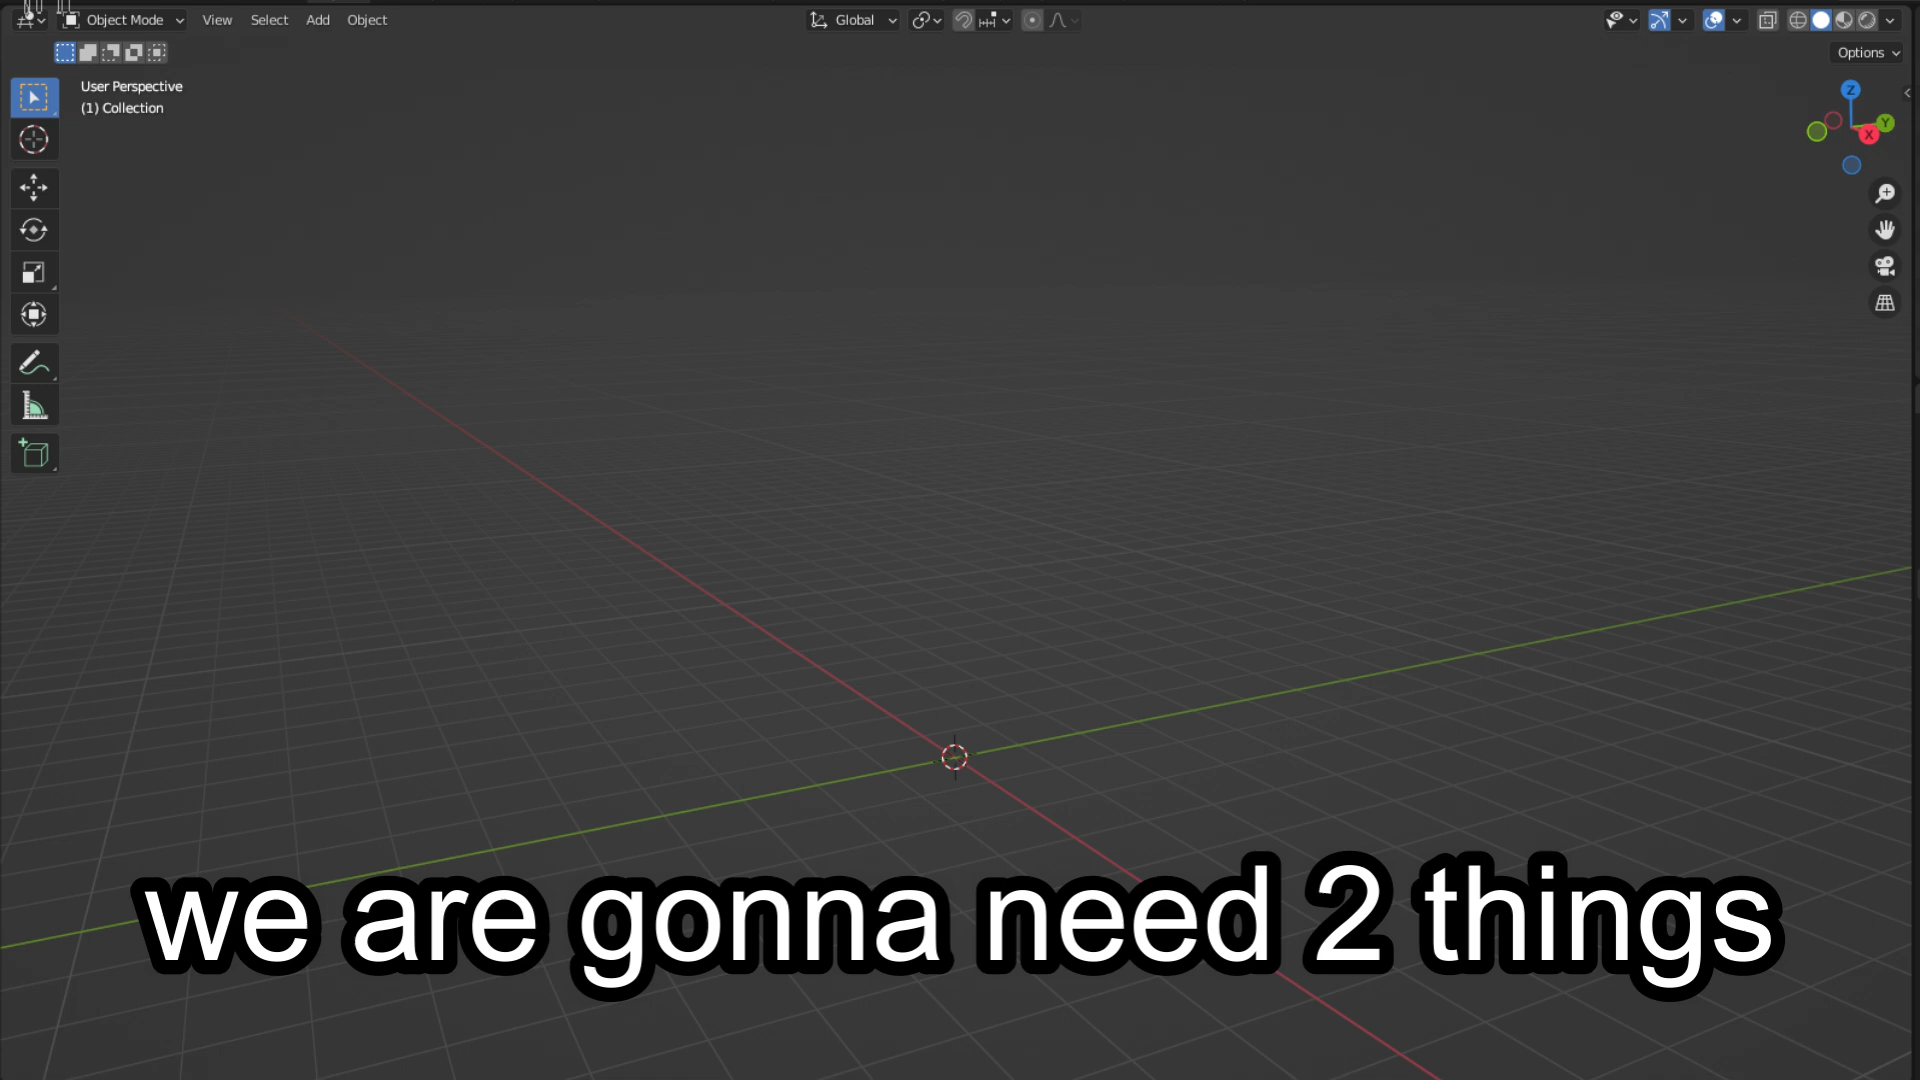 Object Mode View Select Add Object Global
Options
User Perspective
(1) Collection
Z
Y
X
we are gonna need 2 things